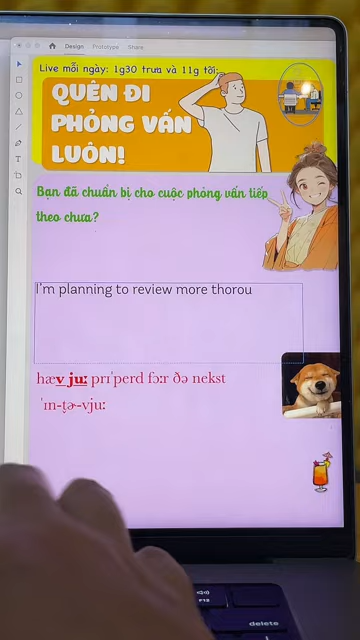 Design Prototype Share
Live mỗi ngày: 1g30 trưa và 11g tối:
QUÊN ĐI
PHỎNG VẤN
LUÔN!
Bạn đã chuẩn bị cho cuộc phỏng vấn tiếp
theo chưa?
I'm planning to review more thorou
hæv juː prɪˈperd fɔːr ðə nekst
ˈɪn-t̬ɚ-vjuː
F12
delete